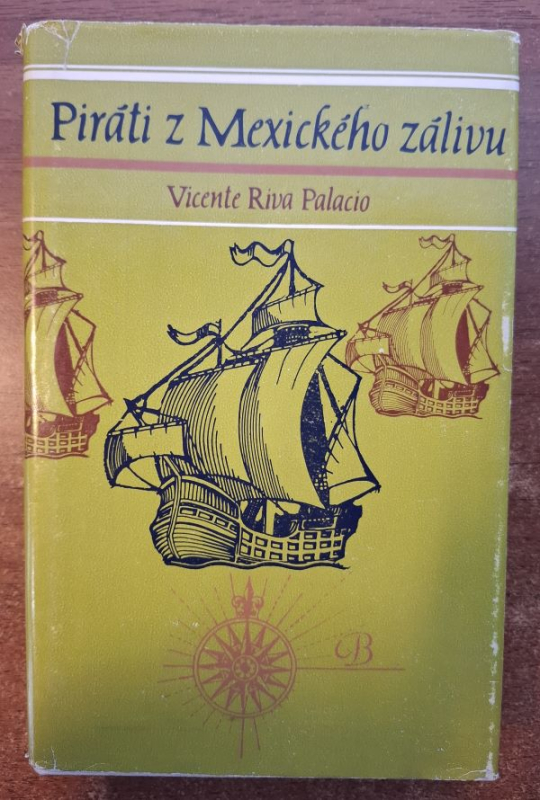 Piráti z Mexického zálivu
Vicente Riva Palacio
B